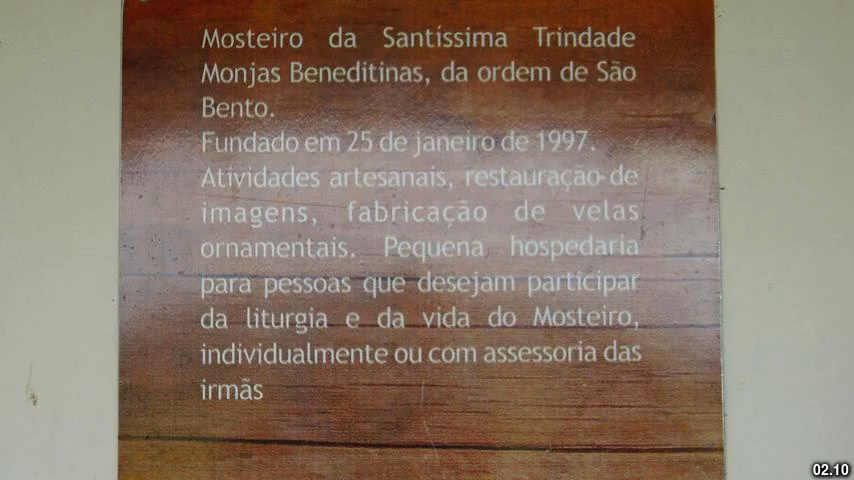 Mosteiro da Santíssima Trindade
Monjas Beneditinas, da ordem de São
Bento.
Fundado em 25 de janeiro de 1997.
Atividades artesanais, restauração de
imagens, fabricação de velas
ornamentais. Pequena hospedaria
para pessoas que desejam participar
da liturgia e da vida do Mosteiro,
individualmente ou com assessoria das
irmãs
02.10